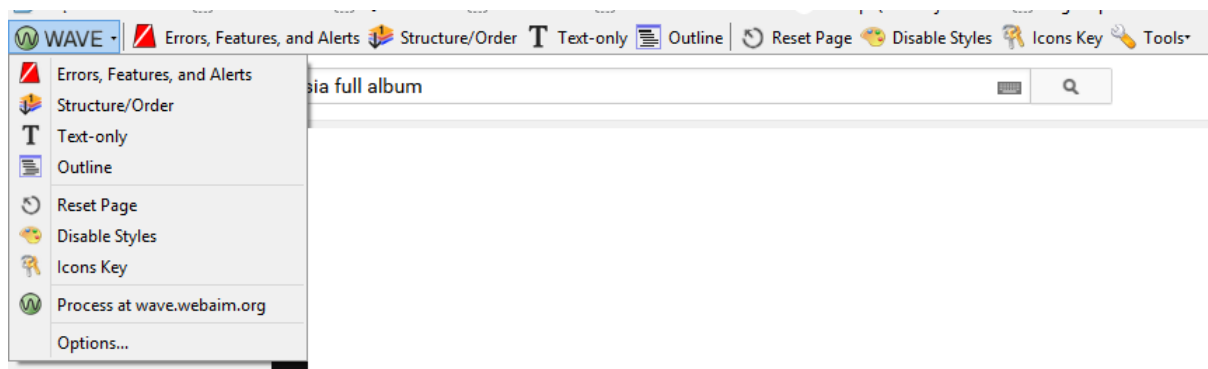 WAVE Errors, Features, and Alerts Structure/Order Text-only Outline Reset Page Disable Styles Icons Key Tools
Errors, Features, and Alerts
sia full album
Structure/Order
Text-only
Outline
Reset Page
Disable Styles
Icons Key
Process at wave.webaim.org
Options...